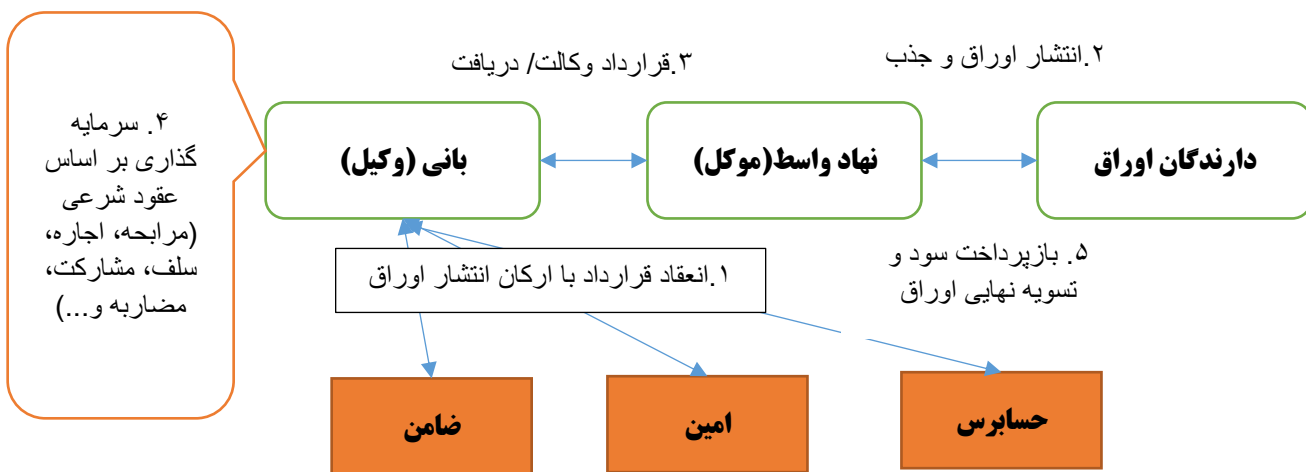 ۲.انتشار اوراق و جذب
۳.قرارداد وکالت/ دریافت
دارندگان اوراق
نهاد واسط(موکل)
بانی (وکیل)
۴. سرمایه
گذاری بر اساس
عقود شرعی
(مرابحه، اجاره،
سلف، مشارکت،
مضاربه و...)
۱.انعقاد قرارداد با ارکان انتشار اوراق
۵. بازپرداخت سود و
تسویه نهایی اوراق
حسابرس
امین
ضامن